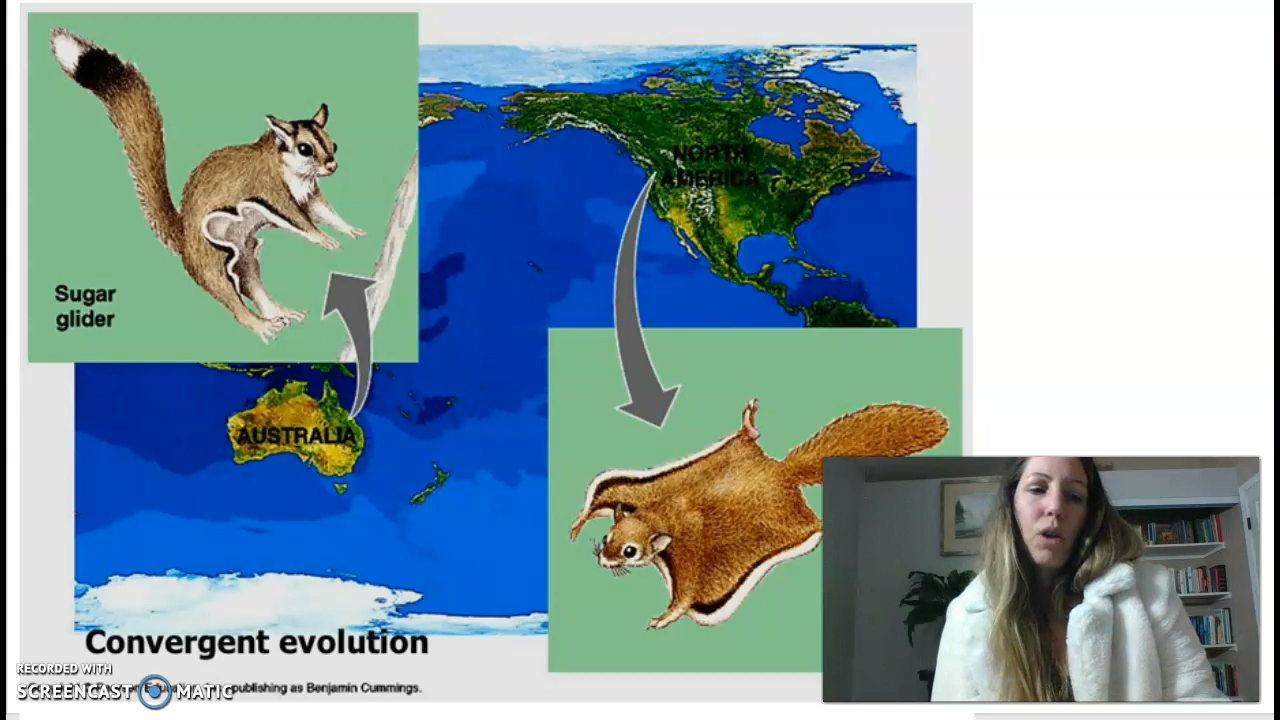 Sugar
glider
NORTH
AMERICA
AUSTRALIA
Convergent evolution
RECORDED WITH
SCREENCAST MATIC
publishing as Benjamin Cummings.